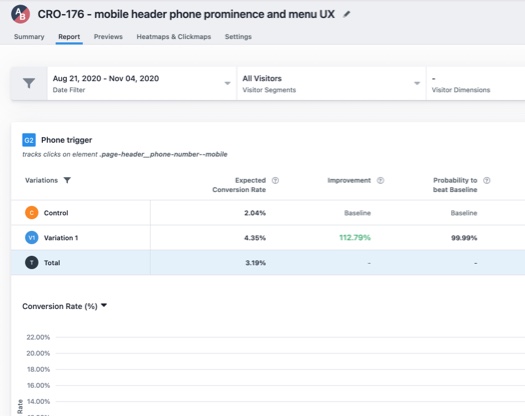 A
B
CRO-176 - mobile header phone prominence and menu UX
Summary Report Previews Heatmaps & Clickmaps Settings
Aug 21, 2020 - Nov 04, 2020 All Visitors -
Date Filter Visitor Segments Visitor Dimensions
G2 Phone trigger
tracks clicks on element .page-header__phone-number--mobile
Variations Expected Conversion Rate Improvement Probability to beat Baseline
C Control 2.04% Baseline Baseline
V1 Variation 1 4.35% 112.79% 99.99%
T Total 3.19% - -
Conversion Rate (%)
22.00%
20.00%
18.00%
16.00%
14.00%
Rate